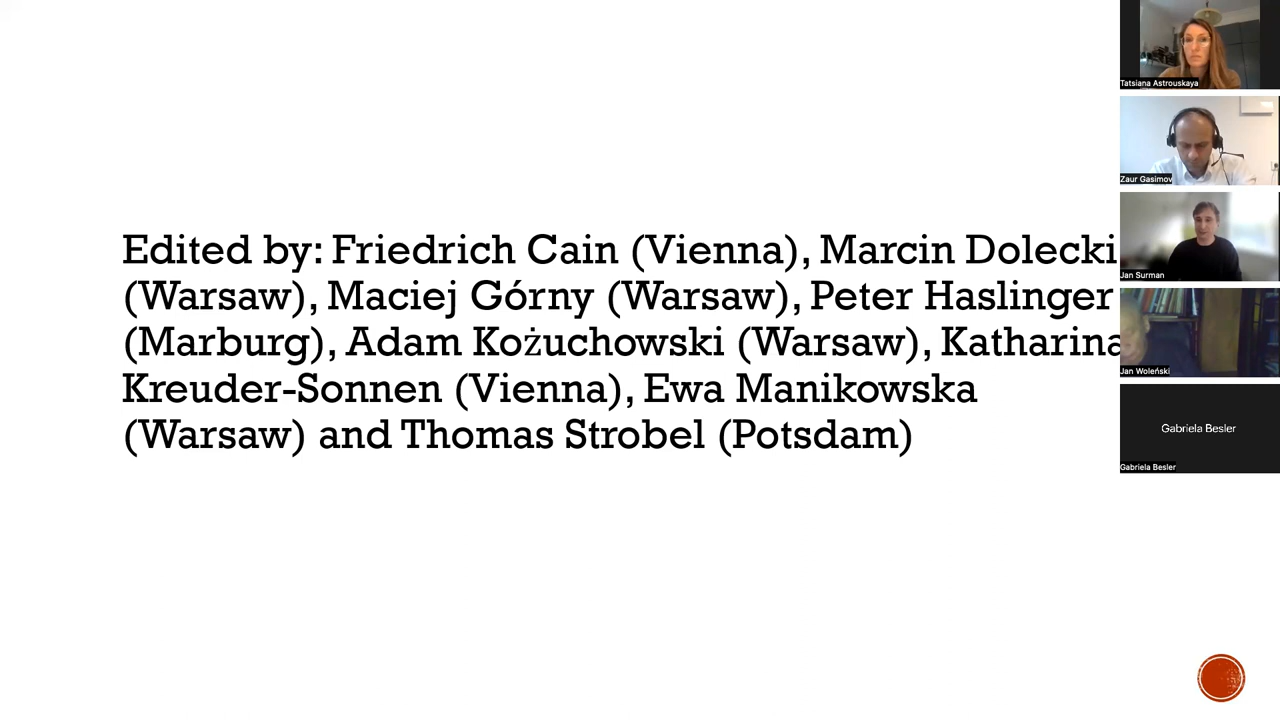 Edited by: Friedrich Cain (Vienna), Marcin Dolecki
(Warsaw), Maciej Górny (Warsaw), Peter Haslinger
(Marburg), Adam Kożuchowski (Warsaw), Katharina
Kreuder-Sonnen (Vienna), Ewa Manikowska
(Warsaw) and Thomas Strobel (Potsdam)
Tatsiana Astrouskaya
Zaur Gasimov
Jan Surman
Jan Woleński
Gabriela Besler
Gabriela Besler